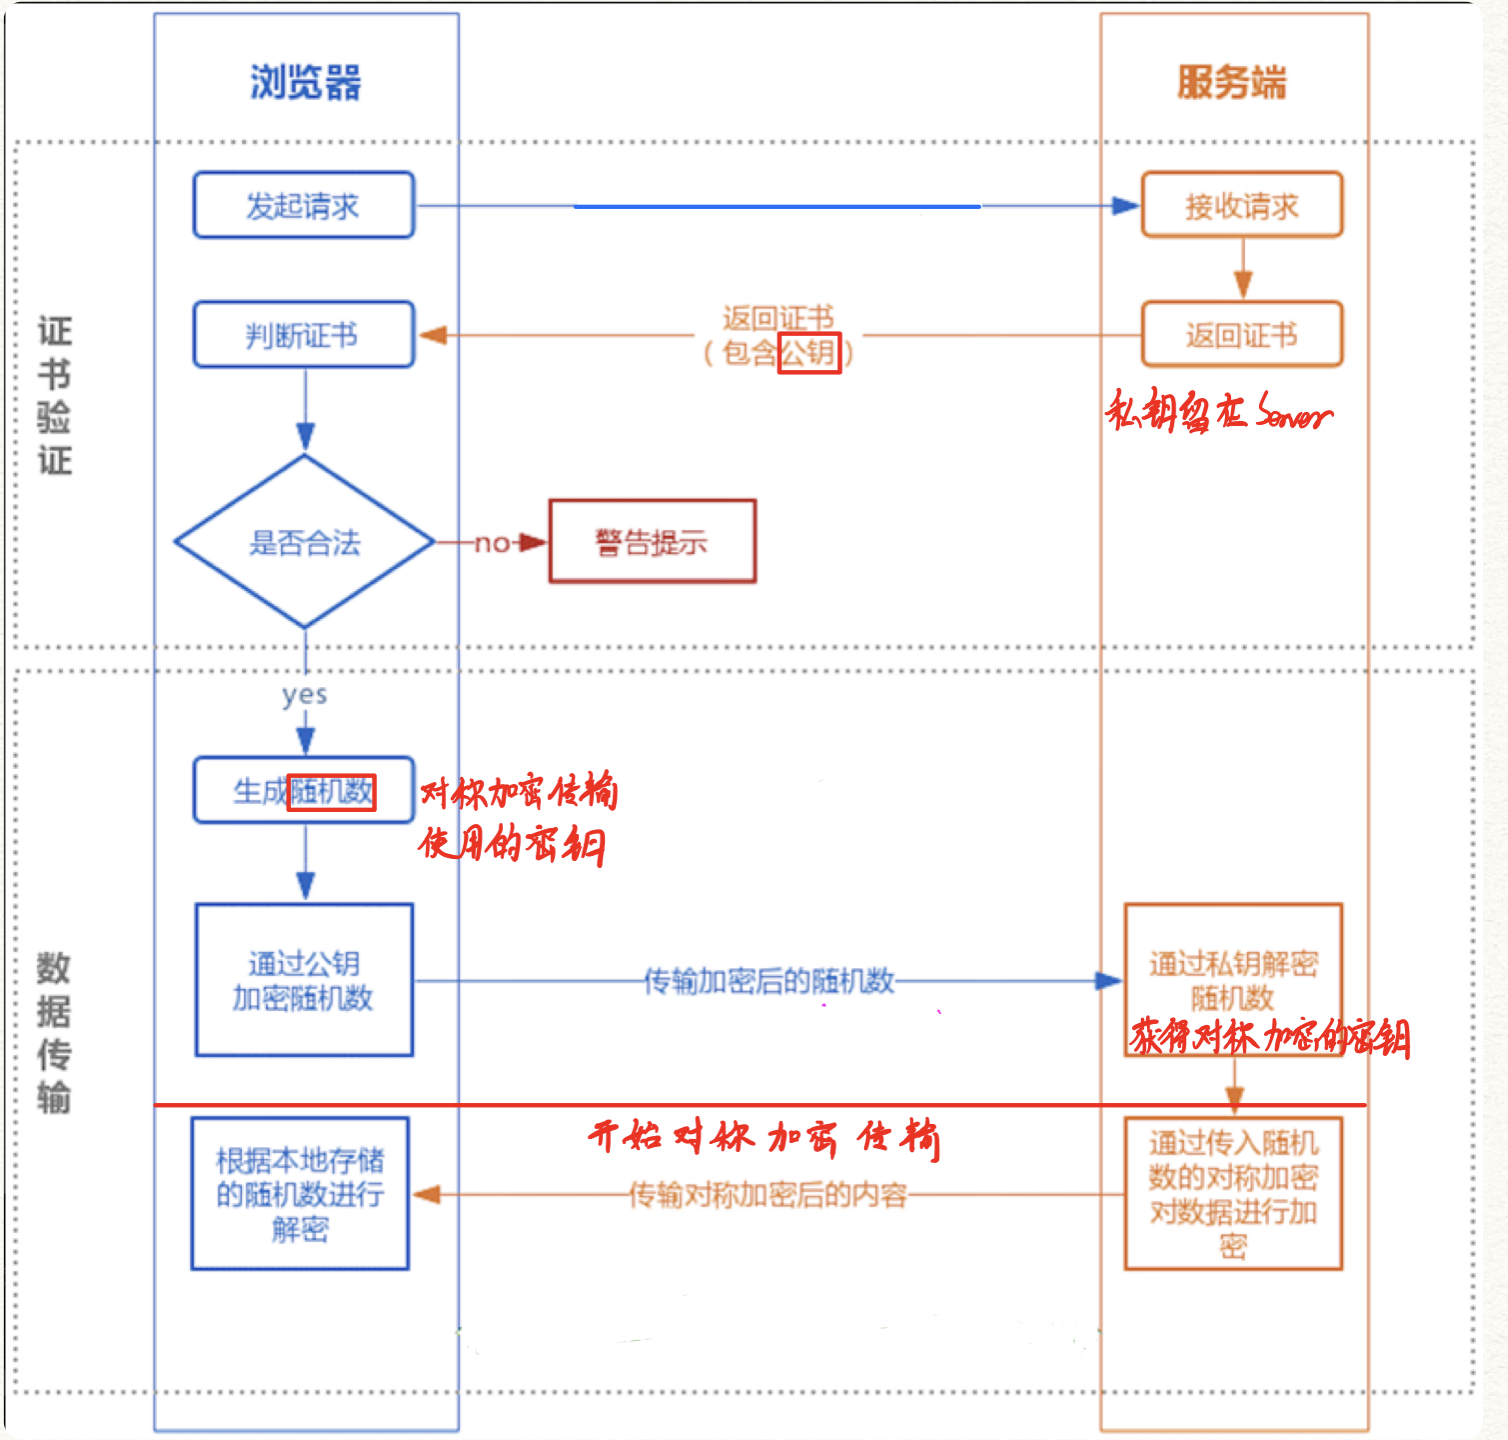 浏览器
服务端
证书验证
发起请求
接收请求
判断证书
返回证书
（包含公钥）
返回证书
私钥留在Server
是否合法
no
警告提示
yes
数据传输
生成随机数
对称加密传输
使用的密钥
通过公钥
加密随机数
传输加密后的随机数
通过私钥解密
随机数
获得对称加密的密钥
开始对称加密传输
根据本地存储
的随机数进行
解密
传输对称加密后的内容
通过传入随机
数的对称加密
对数据进行加
密